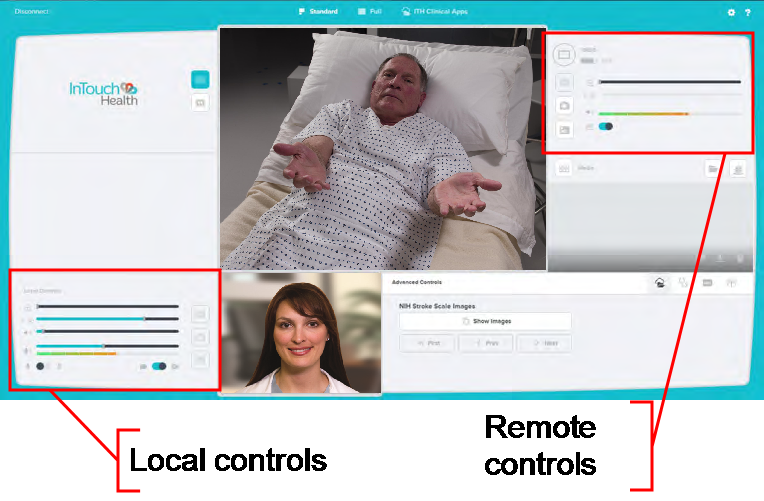 Disconnect
Standard
Full
ITH Clinical Apps
?
InTouch
Health
Media
Local Controls
Advanced Controls
NIH Stroke Scale Images
Show Images
First
Prev
Next
Local controls
Remote
controls